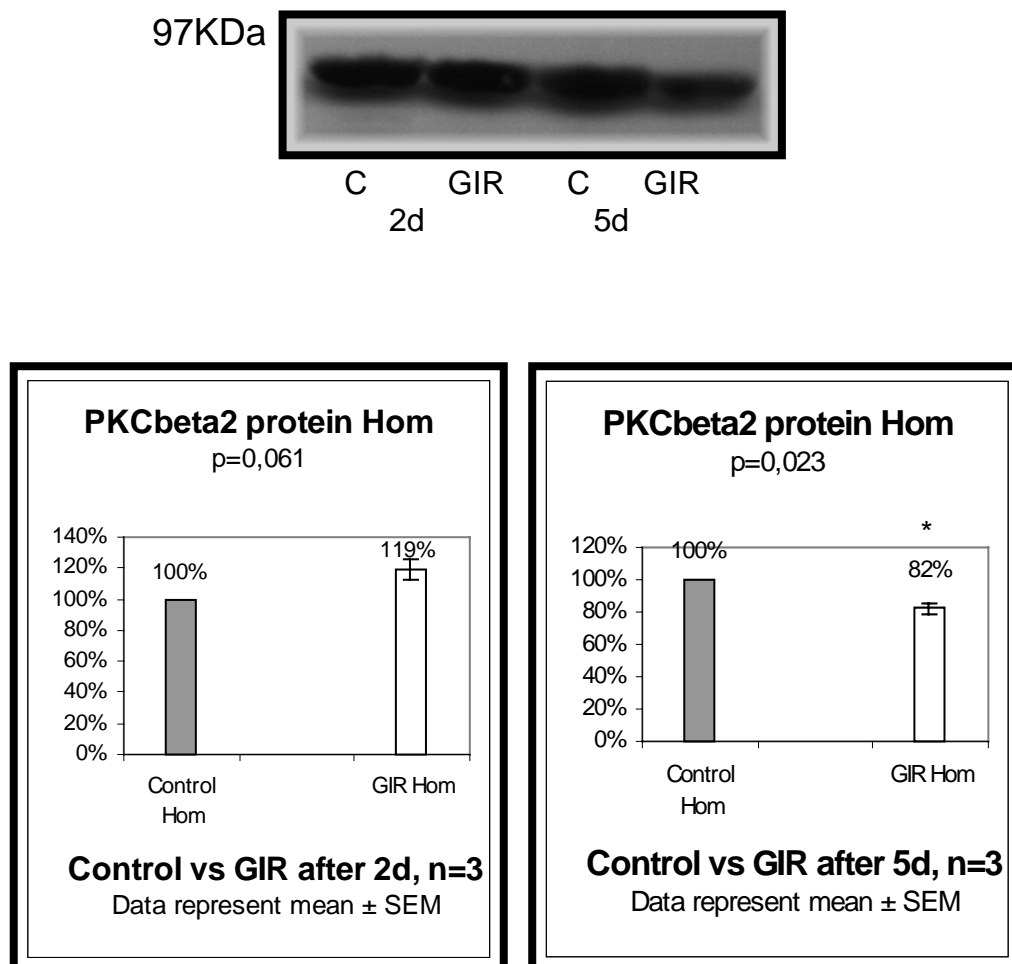 97KDa
C GIR C GIR
2d 5d
PKCbeta2 protein Hom
p=0,061
140%
120%
100%
80%
60%
40%
20%
0%
100%
119%
Control
Hom
GIR Hom
Control vs GIR after 2d, n=3
Data represent mean ± SEM
PKCbeta2 protein Hom
p=0,023
*
120%
100%
80%
60%
40%
20%
0%
100%
82%
Control
Hom
GIR Hom
Control vs GIR after 5d, n=3
Data represent mean ± SEM